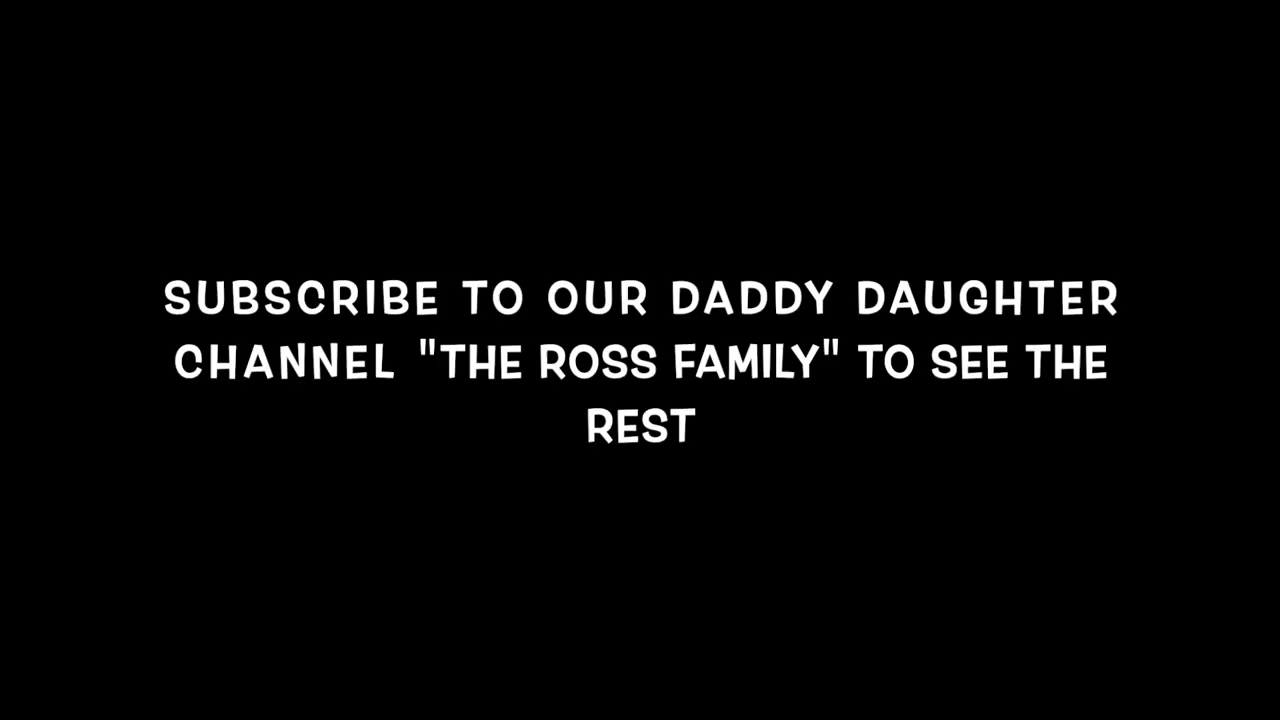 SUBSCRIBE TO OUR DADDY DAUGHTER
CHANNEL "THE ROSS FAMILY" TO SEE THE
REST